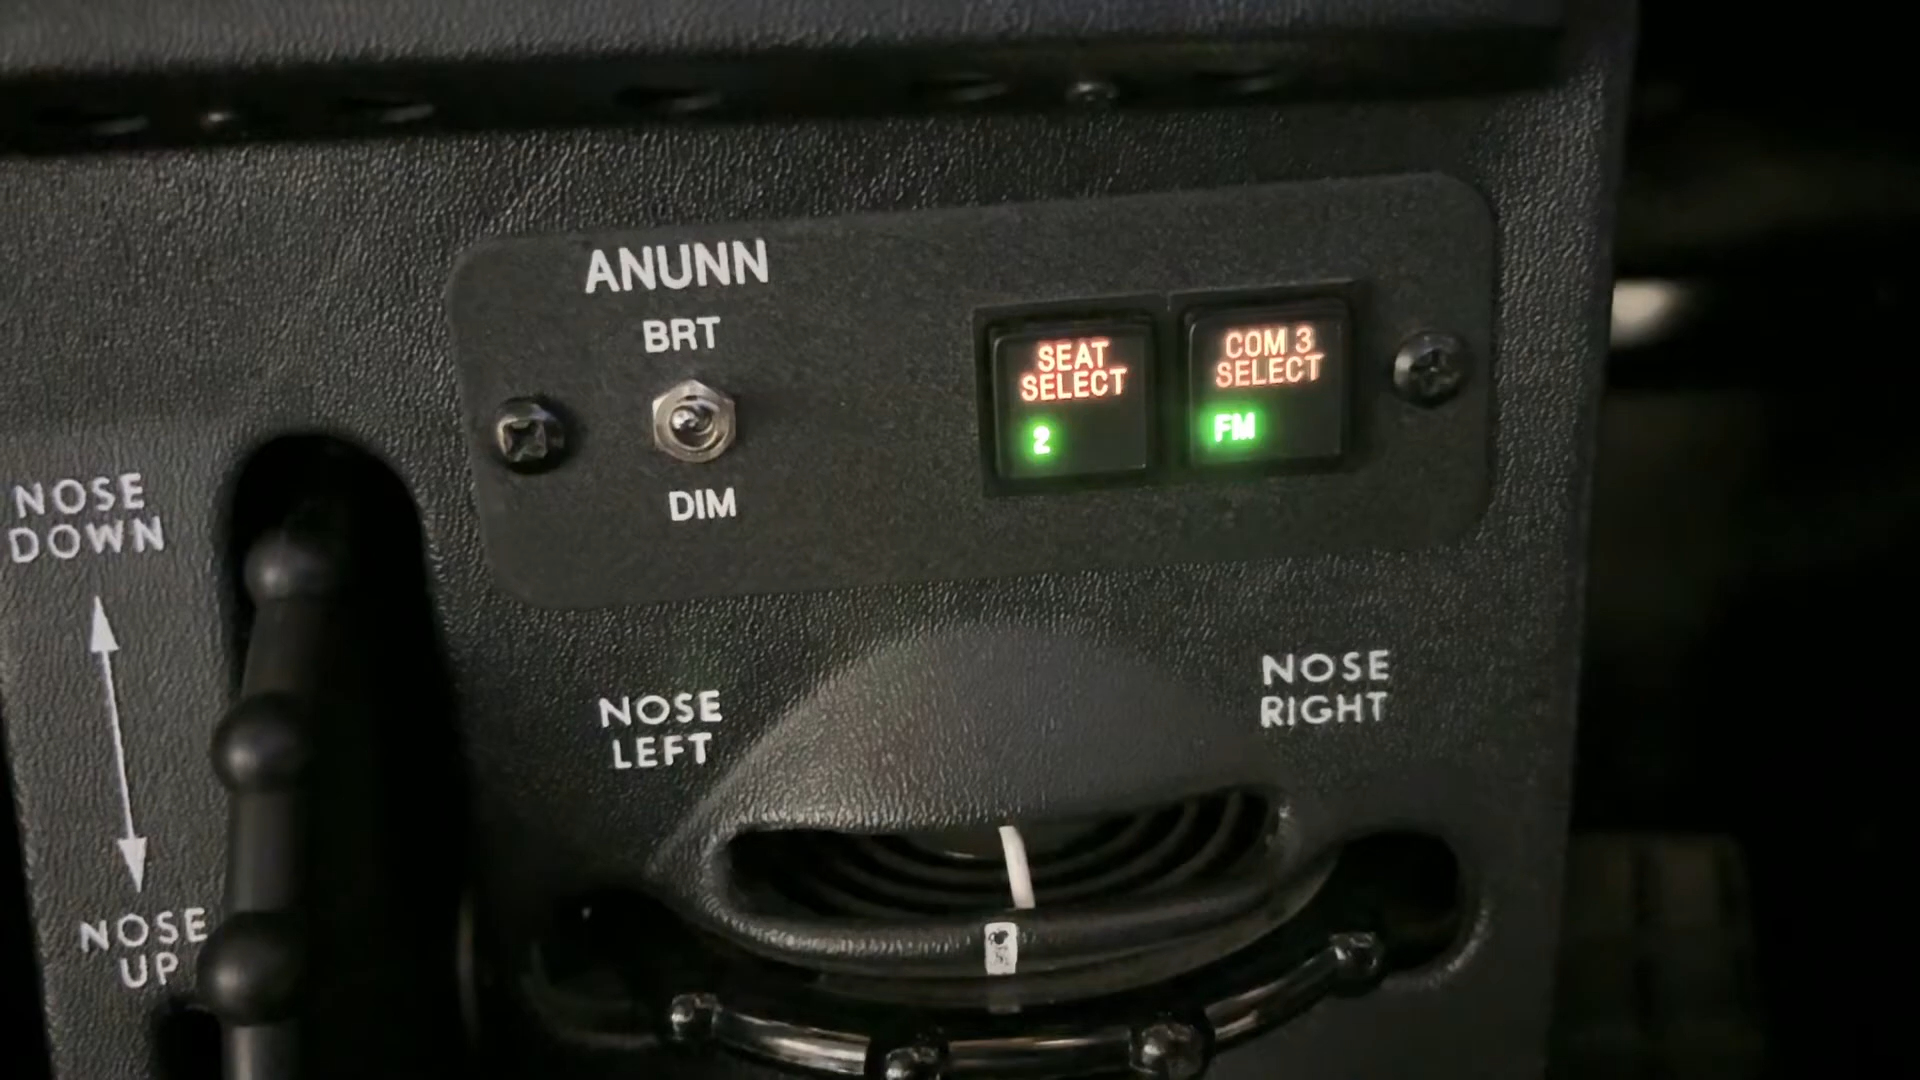 ANUNN
BRT
DIM
SEAT
SELECT
2
COM 3
SELECT
FM
NOSE
DOWN
NOSE
UP
NOSE
LEFT
NOSE
RIGHT